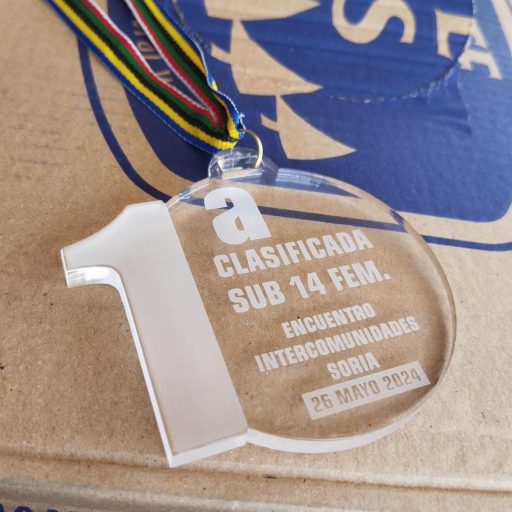 1a
CLASIFICADA
SUB 14 FEM.
ENCUENTRO
INTERCOMUNIDADES
SORIA
26 MAYO 2024